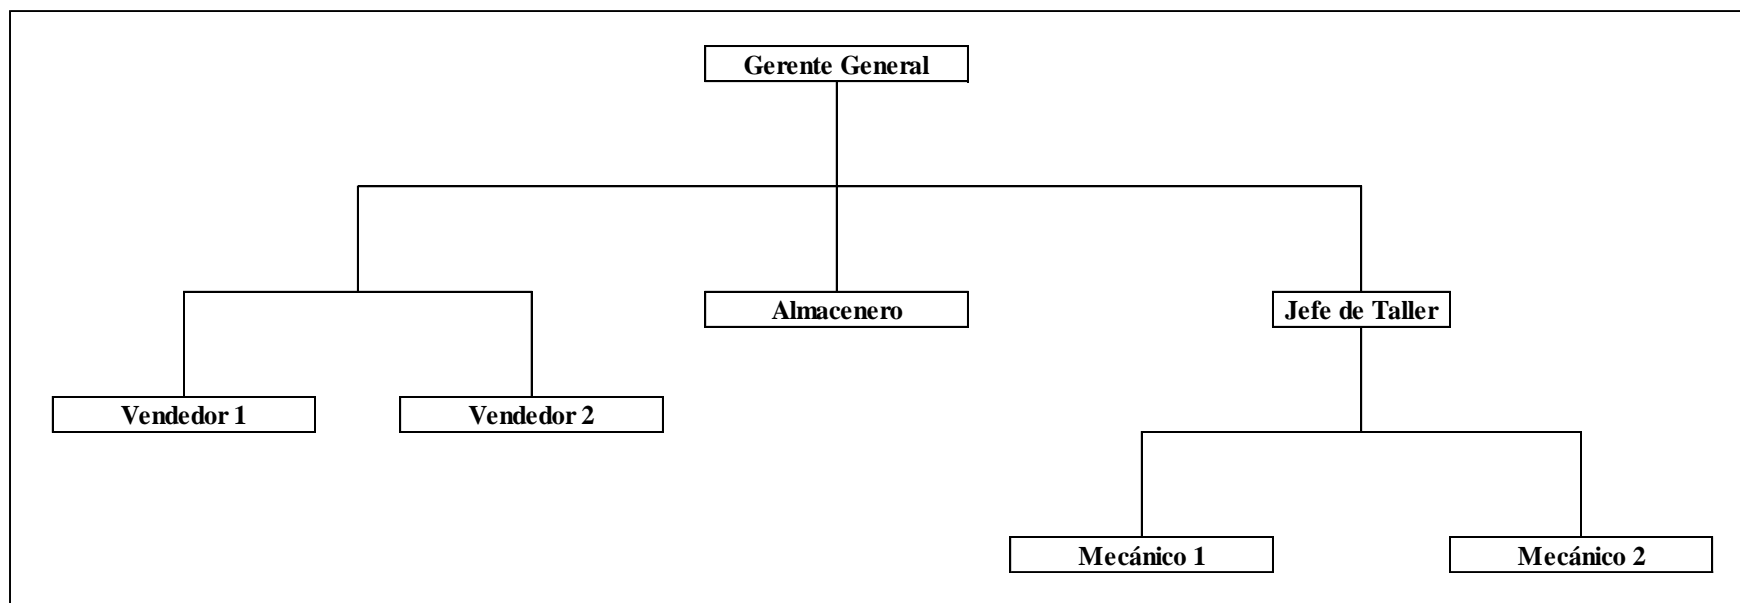 Gerente General
Almacenero
Jefe de Taller
Vendedor 1
Vendedor 2
Mecánico 1
Mecánico 2